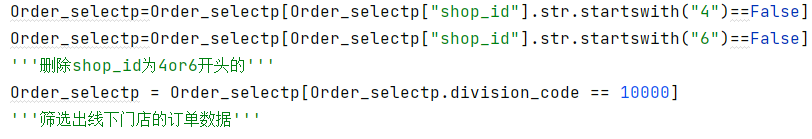 Order_selectp=Order_selectp[Order_selectp["shop_id"].str.startswith("4")==False]
Order_selectp=Order_selectp[Order_selectp["shop_id"].str.startswith("6")==False]
'''删除shop_id为4or6开头的'''
Order_selectp = Order_selectp[Order_selectp.division_code == 10000]
'''筛选出线下门店的订单数据'''